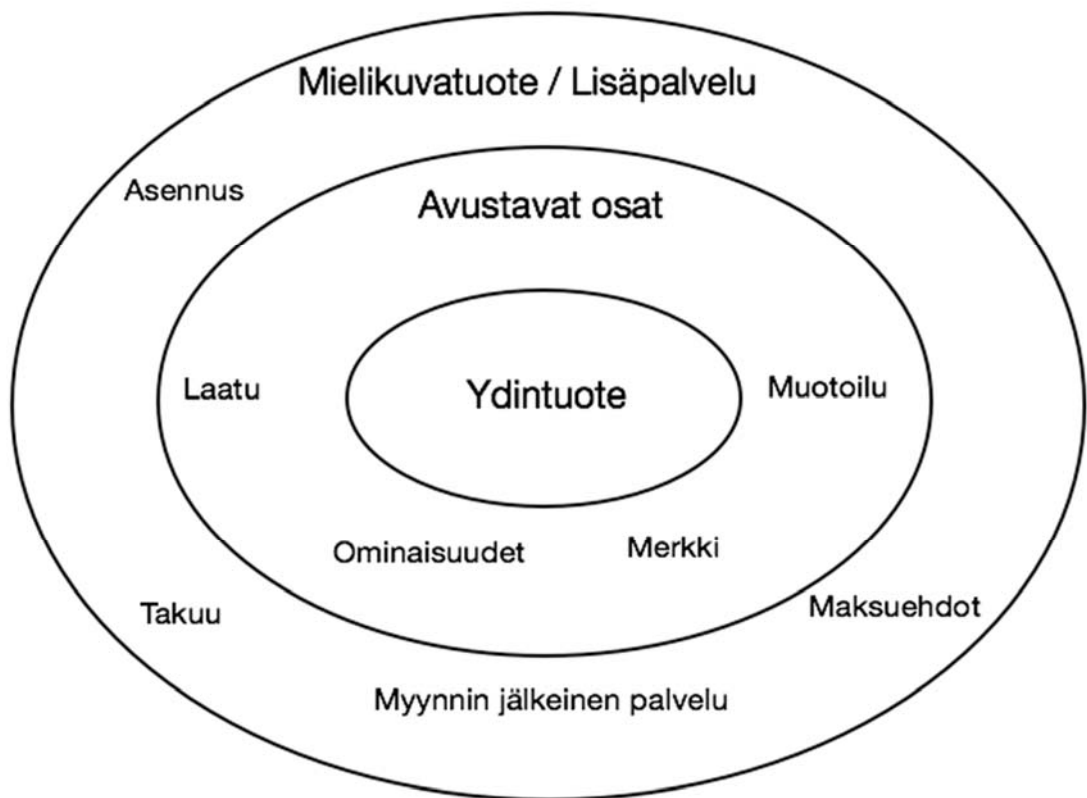 Mielikuvatuote / Lisäpalvelu
Asennus
Avustavat osat
Laatu
Ydintuote
Muotoilu
Ominaisuudet
Merkki
Takuu
Maksuehdot
Myynnin jälkeinen palvelu